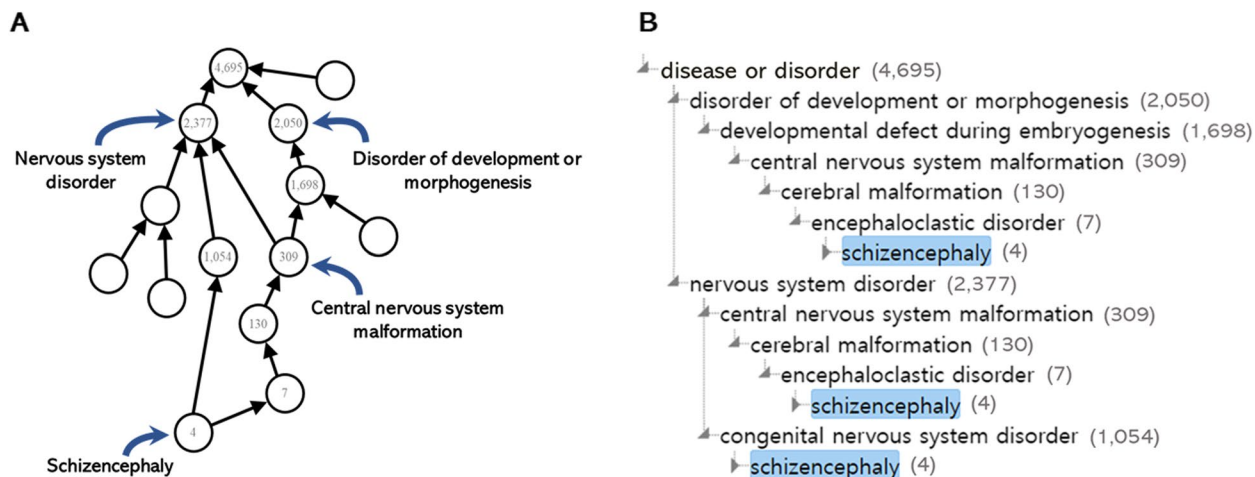 A
4,695
2,377
2,050
Nervous system
disorder
Disorder of development or
morphogenesis
1,698
1,054
309
Central nervous system
malformation
130
7
4
Schizencephaly
B
disease or disorder (4,695)
disorder of development or morphogenesis (2,050)
developmental defect during embryogenesis (1,698)
central nervous system malformation (309)
cerebral malformation (130)
encephaloclastic disorder (7)
schizencephaly (4)
nervous system disorder (2,377)
central nervous system malformation (309)
cerebral malformation (130)
encephaloclastic disorder (7)
schizencephaly (4)
congenital nervous system disorder (1,054)
schizencephaly (4)